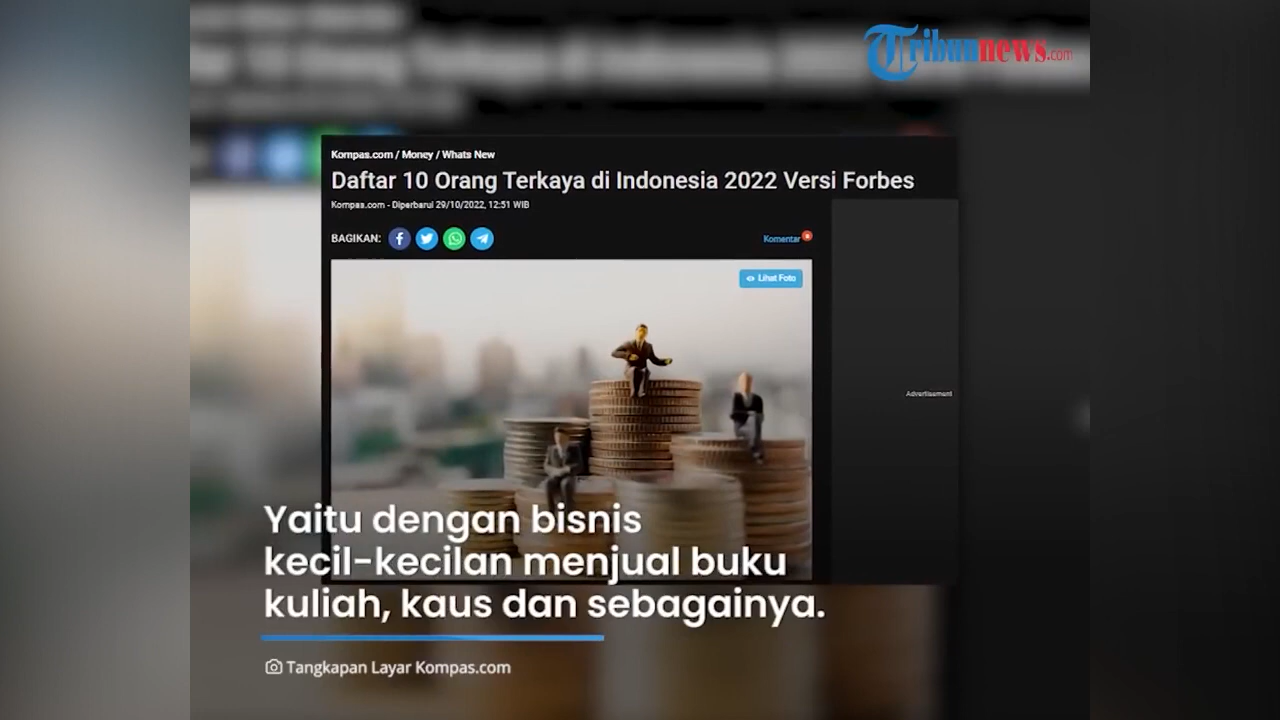 Tribunnews.com
Kompas.com / Money / Whats New
Daftar 10 Orang Terkaya di Indonesia 2022 Versi Forbes
Kompas.com - Diperbarui 29/10/2022, 12:51 WIB
BAGIKAN:
Komentar
Lihat Foto
Advertisement
Yaitu dengan bisnis
kecil-kecilan menjual buku
kuliah, kaus dan sebagainya.
Tangkapan Layar Kompas.com